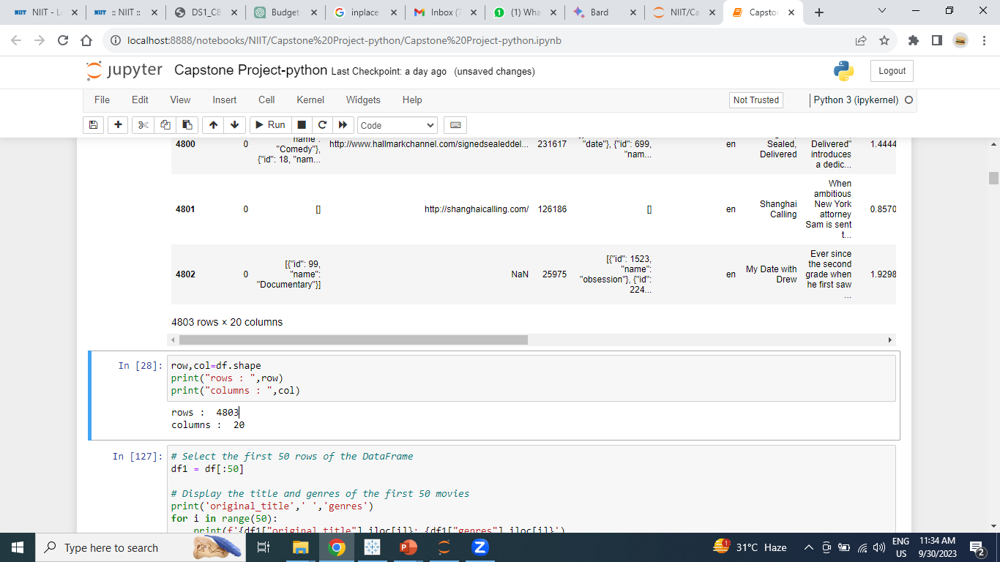 NIIT - L
NIIT :: NIIT ::
DS1_C8
Budget
inplace
Inbox (7
(1) Wha
Bard
NIIT/Ca
Capsto
localhost:8888/notebooks/NIIT/Capstone%20Project-python/Capstone%20Project-python.ipynb
jupyter Capstone Project-python Last Checkpoint: a day ago (unsaved changes)
Logout
File Edit View Insert Cell Kernel Widgets Help
Not Trusted
Python 3 (ipykernel)
Run
Code
4800 0 name": "Comedy"}, {"id": 18, "nam... http://www.hallmarkchannel.com/signedsealeddel... 231617 "date"}, {"id": 699, "nam... en Sealed, Delivered Delivered" introduces a dedic... 1.4444
4801 0 [] http://shanghaicalling.com/ 126186 [] en Shanghai Calling When ambitious New York attorney Sam is sent t... 0.8570
4802 0 [{"id": 99, "name": "Documentary"}] NaN 25975 [{"id": 1523, "name": "obsession"}, {"id": 224... en My Date with Drew Ever since the second grade when he first saw ... 1.9298
4803 rows × 20 columns
In [28]: row,col=df.shape
print("rows : ",row)
print("columns : ",col)
rows :  4803
columns :  20
In [127]: # Select the first 50 rows of the DataFrame
df1 = df[:50]
# Display the title and genres of the first 50 movies
print('original_title',' ','genres')
for i in range(50):
print(f'{df1["original_title"].iloc[i]}: {df1["genres"].iloc[i]}')
Type here to search
31°C Haze
ENG
US
11:34 AM
9/30/2023
2